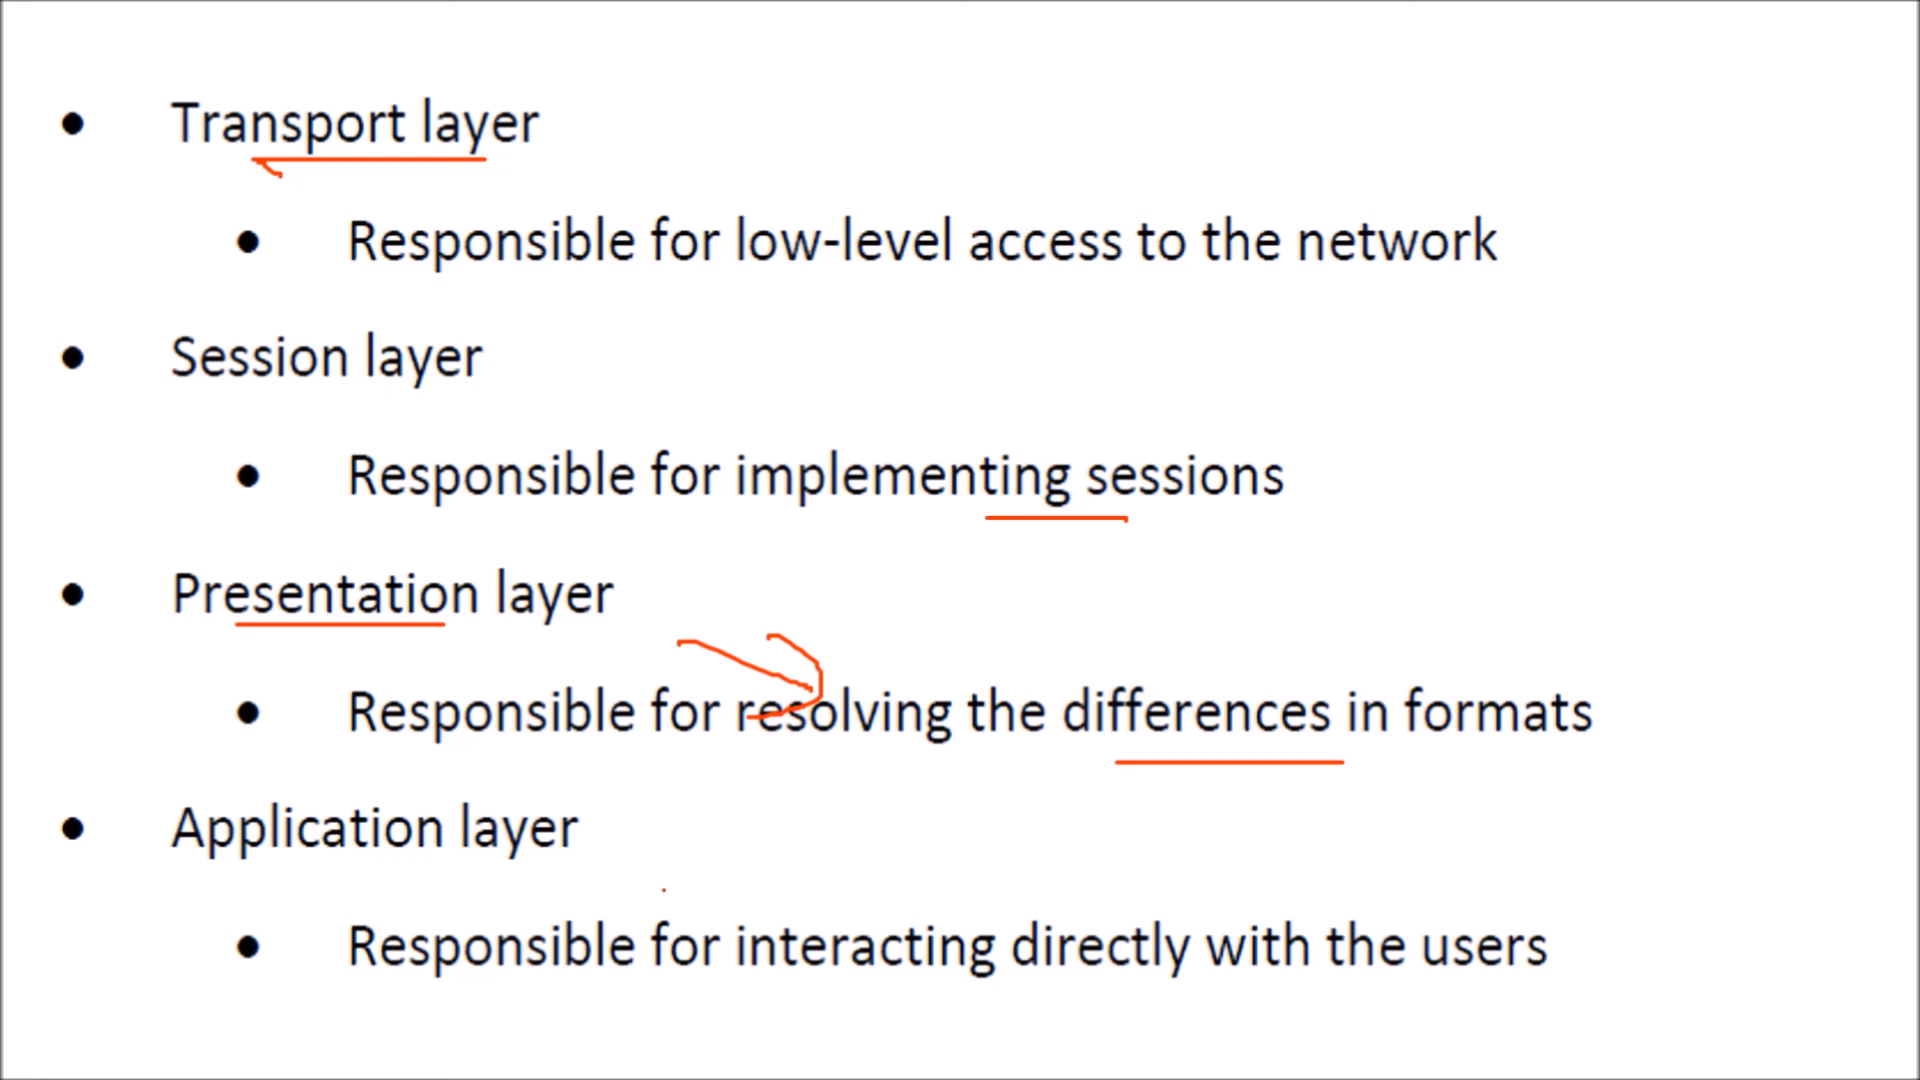 • Transport layer
• Responsible for low-level access to the network
• Session layer
• Responsible for implementing sessions
• Presentation layer
• Responsible for resolving the differences in formats
• Application layer
• Responsible for interacting directly with the users